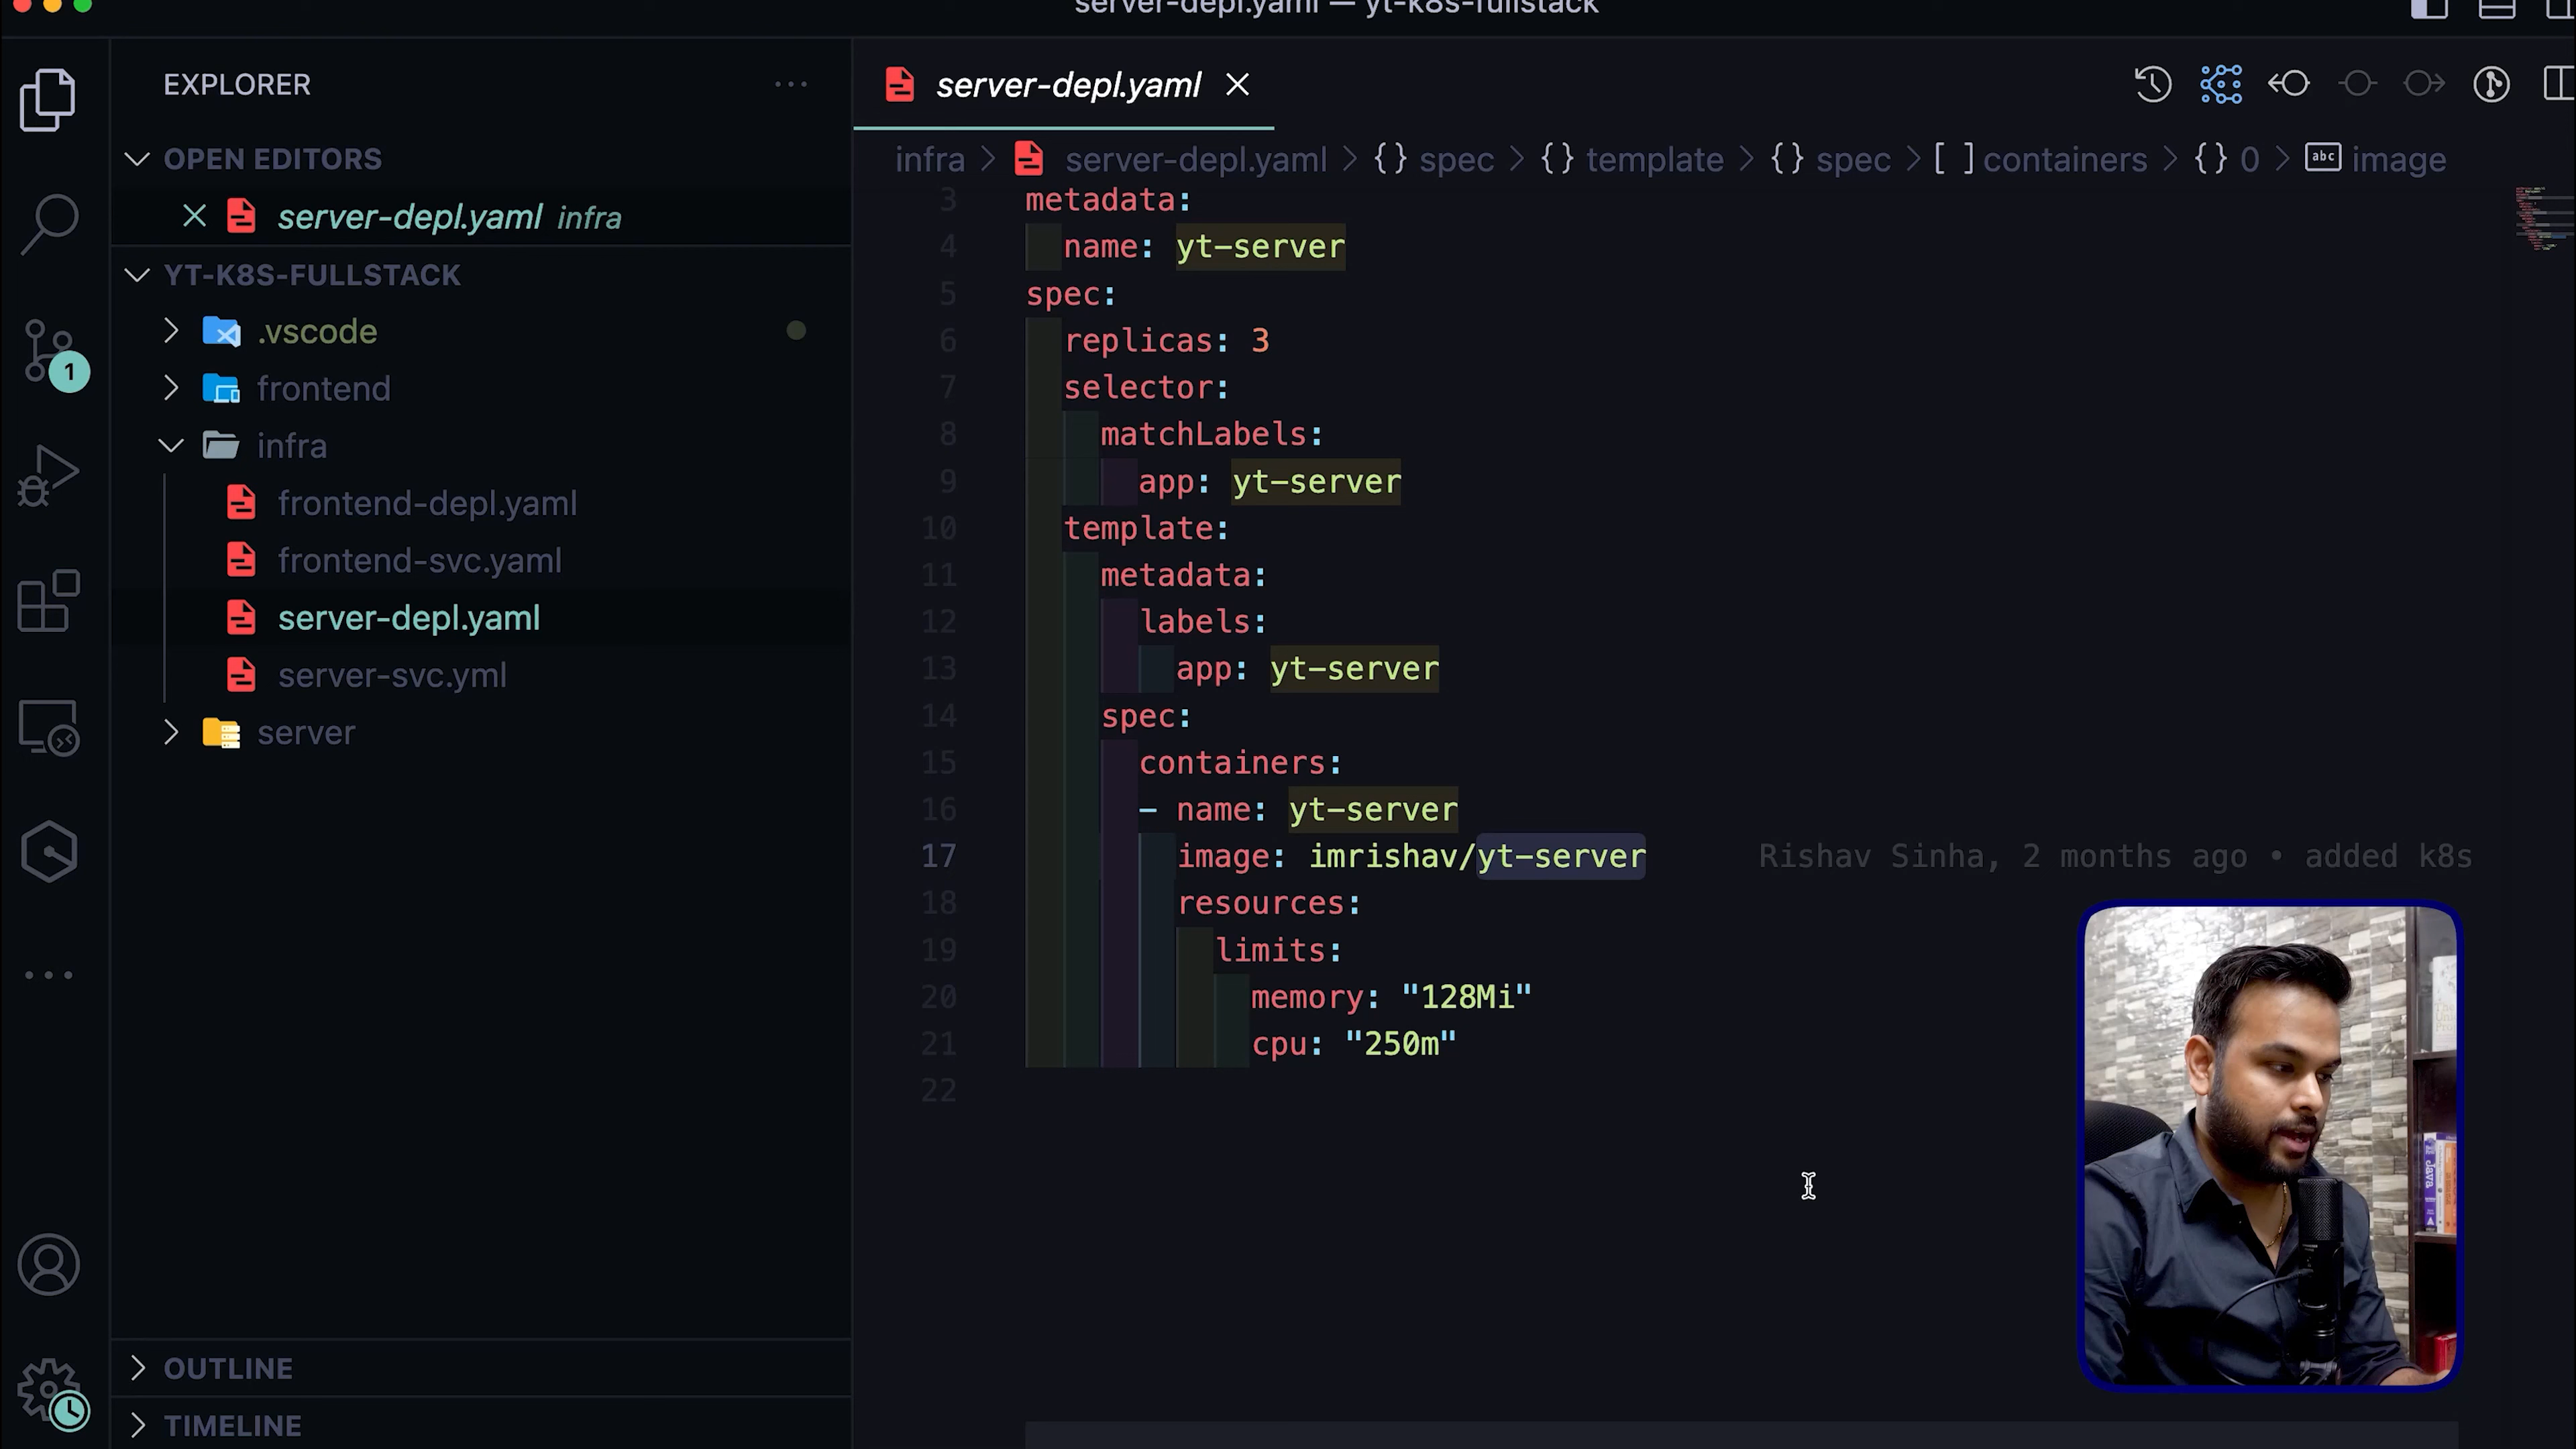 server-depl.yaml — yt-k8s-fullstack
EXPLORER
OPEN EDITORS
server-depl.yaml infra
YT-K8S-FULLSTACK
.vscode
frontend
infra
frontend-depl.yaml
frontend-svc.yaml
server-depl.yaml
server-svc.yml
server
OUTLINE
TIMELINE
1
server-depl.yaml
infra > server-depl.yaml > {} spec > {} template > {} spec > [ ] containers > {} 0 > abc image
3 metadata:
4 name: yt-server
5 spec:
6 replicas: 3
7 selector:
8 matchLabels:
9 app: yt-server
10 template:
11 metadata:
12 labels:
13 app: yt-server
14 spec:
15 containers:
16 - name: yt-server
17 image: imrishav/yt-server Rishav Sinha, 2 months ago • added k8s
18 resources:
19 limits:
20 memory: "128Mi"
21 cpu: "250m"
22
Java